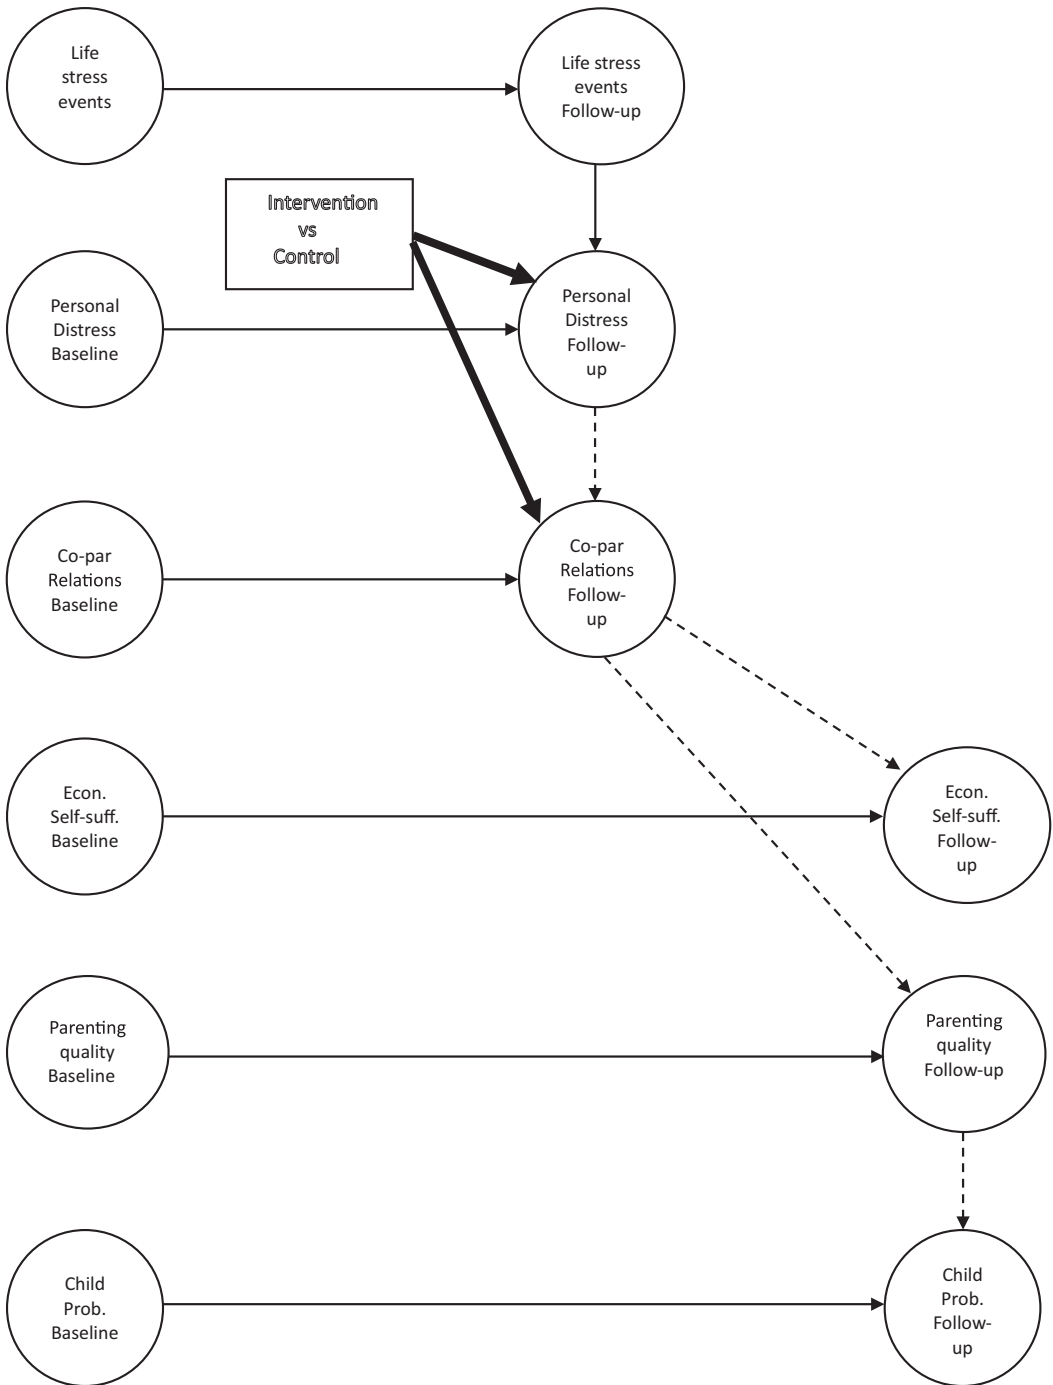 Life
stress
events
Life stress
events
Follow-up
Intervention
vs
Control
Personal
Distress
Baseline
Personal
Distress
Follow-
up
Co-par
Relations
Baseline
Co-par
Relations
Follow-
up
Econ.
Self-suff.
Baseline
Econ.
Self-suff.
Follow-
up
Parenting
quality
Baseline
Parenting
quality
Follow-up
Child
Prob.
Baseline
Child
Prob.
Follow-
up